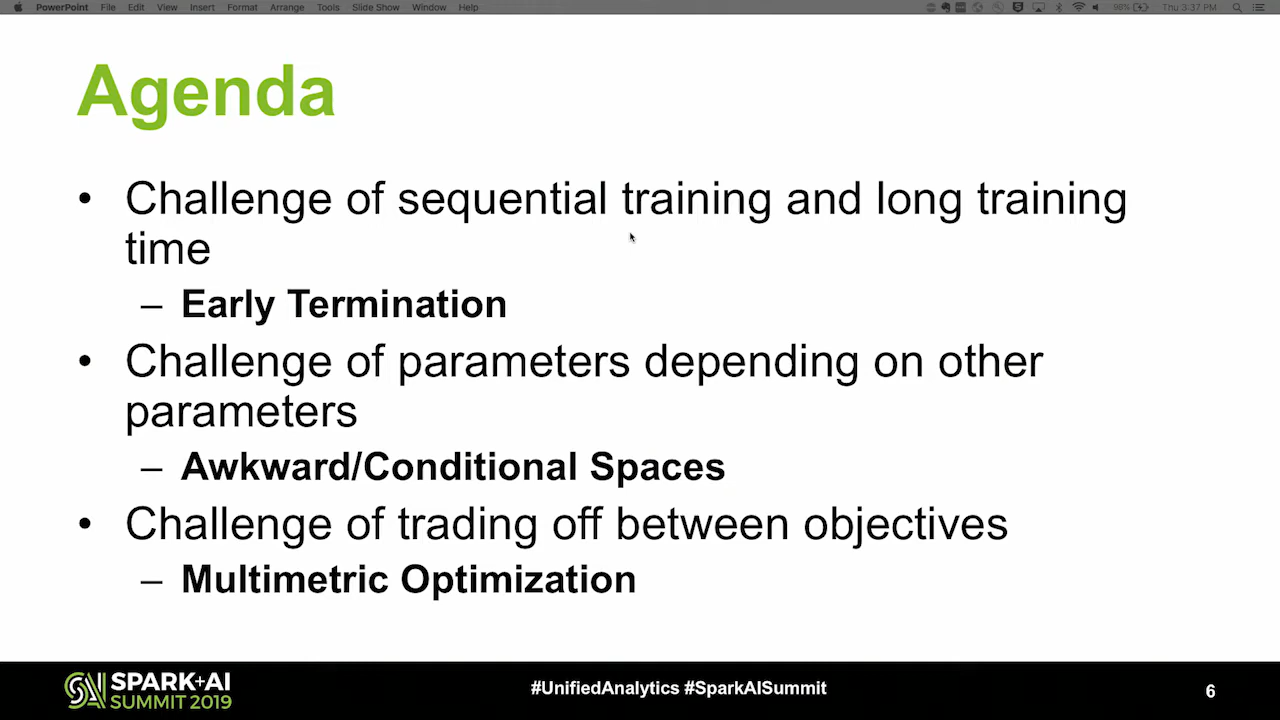 PowerPoint File Edit View Insert Format Arrange Tools Slide Show Window Help 98% Thu 3:37 PM
Agenda
• Challenge of sequential training and long training
time
– Early Termination
• Challenge of parameters depending on other
parameters
– Awkward/Conditional Spaces
• Challenge of trading off between objectives
– Multimetric Optimization
SPARK+AI
SUMMIT 2019
#UnifiedAnalytics #SparkAISummit
6